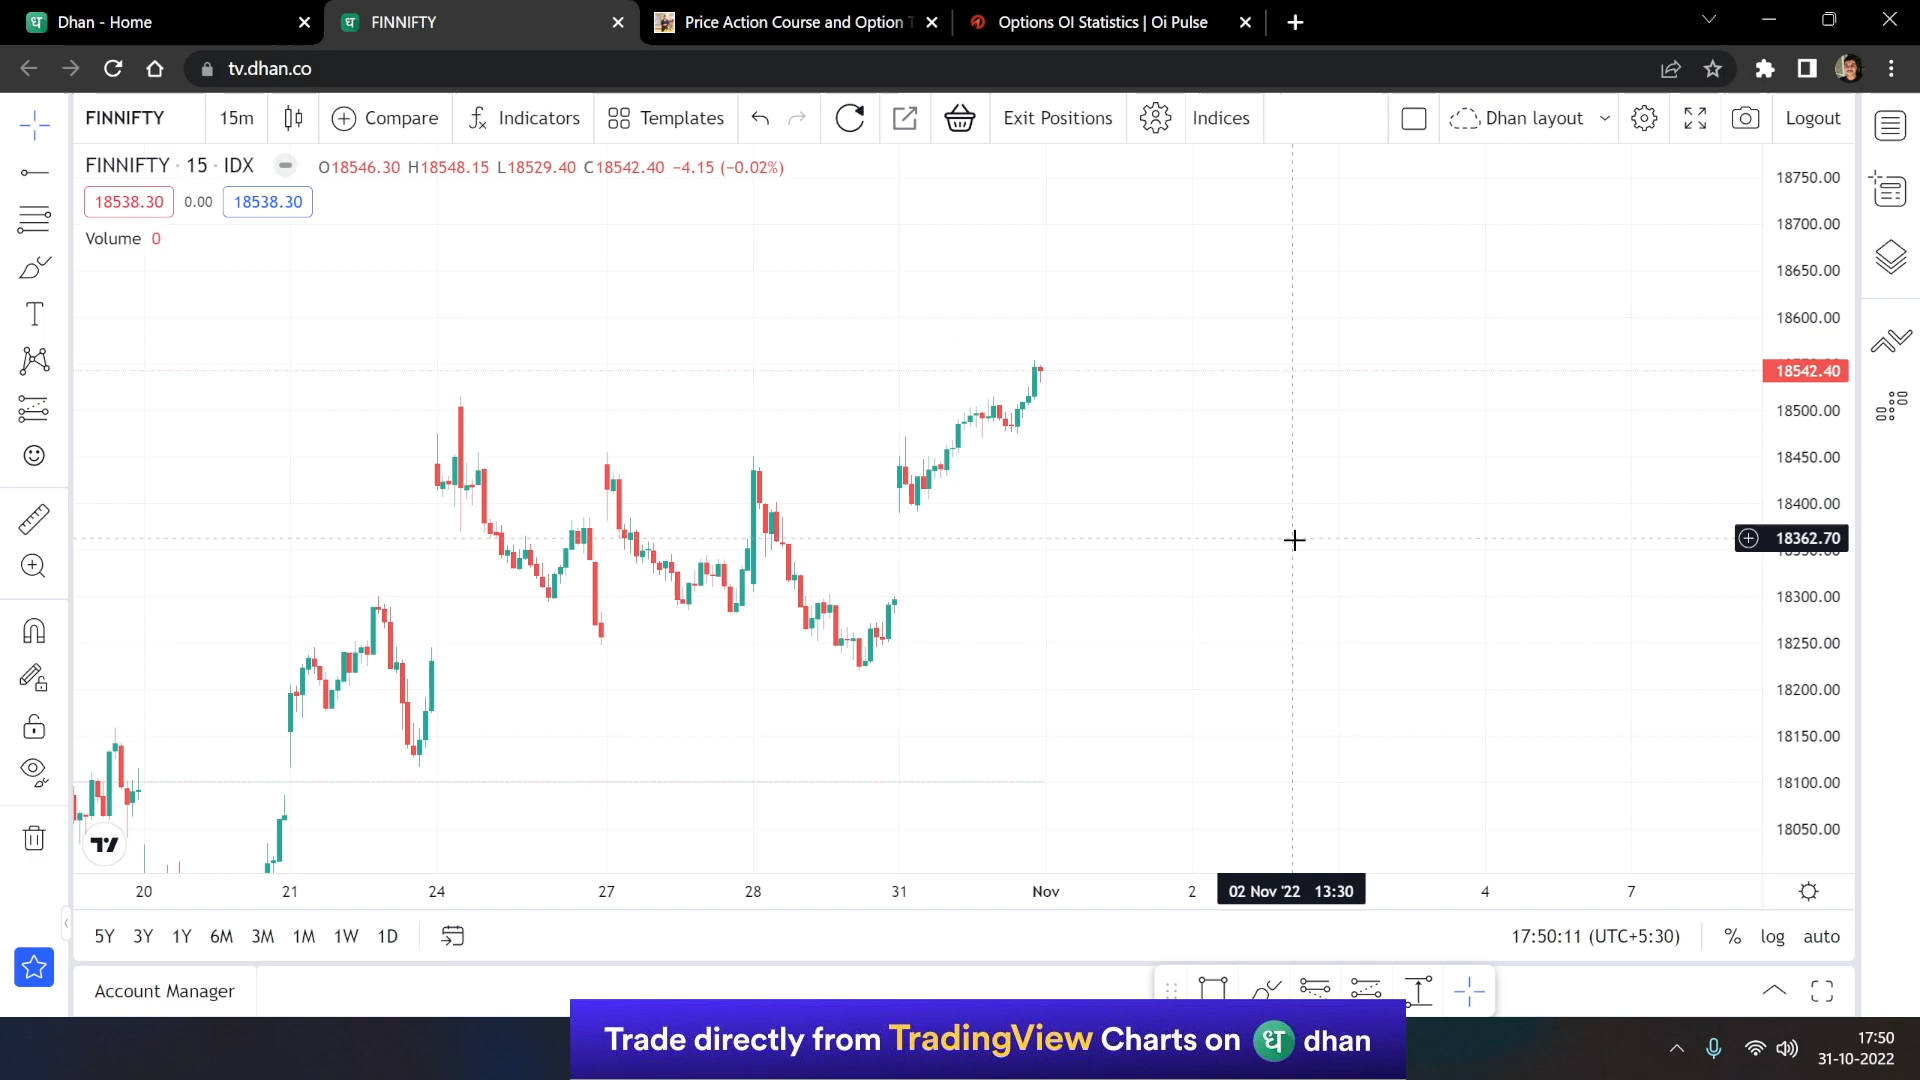 Dhan - Home
FINNIFTY
Price Action Course and Option T
Options OI Statistics | Oi Pulse
tv.dhan.co
FINNIFTY
15m
Compare
Indicators
Templates
Exit Positions
Indices
Dhan layout
Logout
FINNIFTY · 15 · IDX
O18546.30 H18548.15 L18529.40 C18542.40 −4.15 (−0.02%)
18538.30 0.00 18538.30
Volume 0
18750.00
18700.00
18650.00
18600.00
18542.40
18500.00
18450.00
18400.00
18362.70
18300.00
18250.00
18200.00
18150.00
18100.00
18050.00
20 21 24 27 28 31 Nov 2 02 Nov '22 13:30 4 7
5Y 3Y 1Y 6M 3M 1M 1W 1D
17:50:11 (UTC+5:30) % log auto
Account Manager
Trade directly from TradingView Charts on ध dhan
17:50
31-10-2022